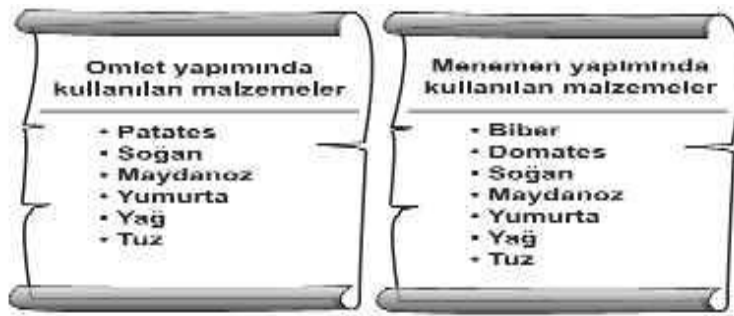 Omlet yapımında
kullanılan malzemeler
• Patates
• Soğan
• Maydanoz
• Yumurta
• Yağ
• Tuz
Menemen yapımında
kullanılan malzemeler
• Biber
• Domates
• Soğan
• Maydanoz
• Yumurta
• Yağ
• Tuz